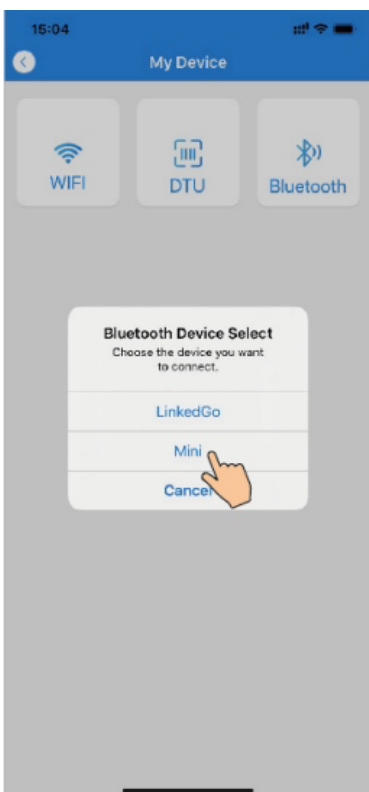 15:04
My Device
WIFI
DTU
Bluetooth
Bluetooth Device Select
Choose the device you want
to connect.
LinkedGo
Mini
Cancel